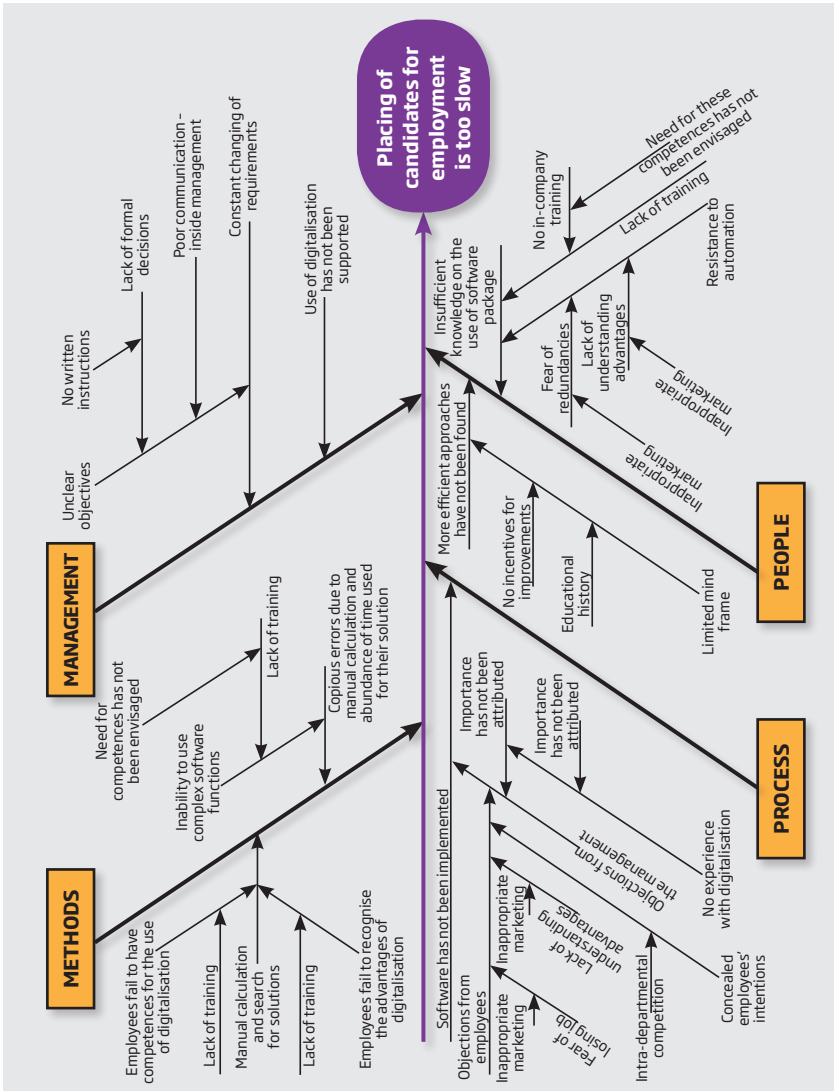 METHODS
MANAGEMENT
Employees fail to have
competences for the use
of digitalisation
Lack of training
Manual calculation
and search
for solutions
Lack of training
Employees fail to recognise
the advantages of
digitalisation
Need for
competences has not
been envisaged
Lack of training
Inability to use
complex software
functions
Copious errors due to
manual calculation and
abundance of time used
for their solution
No written
instructions
Lack of formal
decisions
Unclear
objectives
Poor communication –
inside management
Constant changing of
requirements
Use of digitalisation
has not been
supported
Placing of
candidates for
employment
is too slow
Software has not been implemented
Objections from
employees
Inappropriate
marketing
Fear of
losing job
Inappropriate
marketing
Lack of
understanding
advantages
Intra-departmental
competition
Concealed
employees'
intentions
Objections from
the management
Importance
has not been
attributed
Importance
has not been
attributed
No experience
with digitalisation
PROCESS
More efficient approaches
have not been found
No incentives for
improvements
Educational
history
Limited mind
frame
Insufficient
knowledge on the
use of software
package
No in-company
training
Need for these
competences has not
been envisaged
Lack of training
Fear of
redundancies
Inappropriate
marketing
Lack of
understanding
advantages
Inappropriate
marketing
Resistance to
automation
PEOPLE